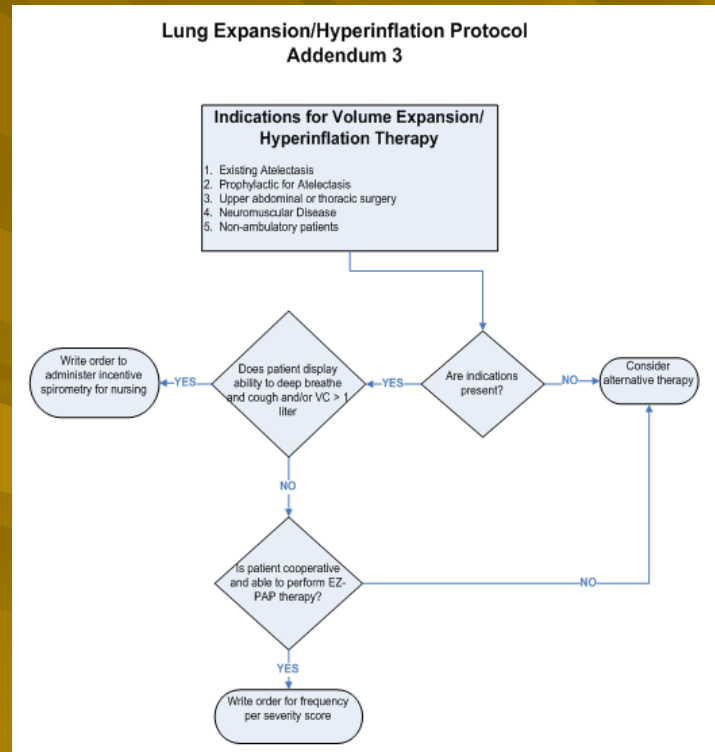 Lung Expansion/Hyperinflation Protocol
Addendum 3
Indications for Volume Expansion/
Hyperinflation Therapy
1. Existing Atelectasis
2. Prophylactic for Atelectasis
3. Upper abdominal or thoracic surgery
4. Neuromuscular Disease
5. Non-ambulatory patients
Are indications
present?
NO
Consider
alternative therapy
YES
Does patient display
ability to deep breathe
and cough and/or VC > 1
liter
YES
Write order to
administer incentive
spirometry for nursing
NO
Is patient cooperative
and able to perform EZ-
PAP therapy?
NO
YES
Write order for frequency
per severity score